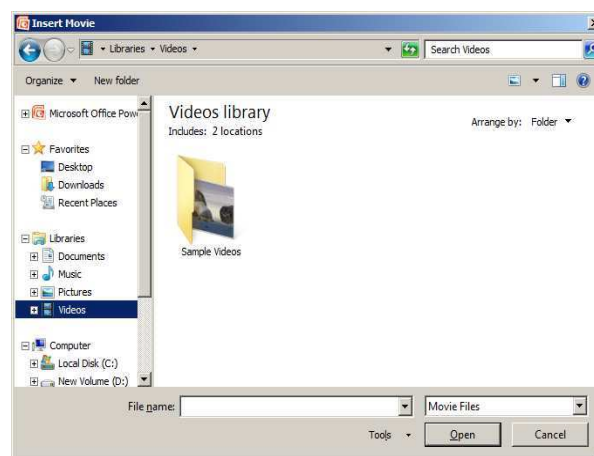 Insert Movie
Libraries Videos
Search Videos
Organize New folder
Microsoft Office Pow
Favorites
Desktop
Downloads
Recent Places
Libraries
Documents
Music
Pictures
Videos
Computer
Local Disk (C:)
New Volume (D:)
Videos library
Includes: 2 locations
Arrange by: Folder
Sample Videos
File name:
Movie Files
Tools
Open
Cancel